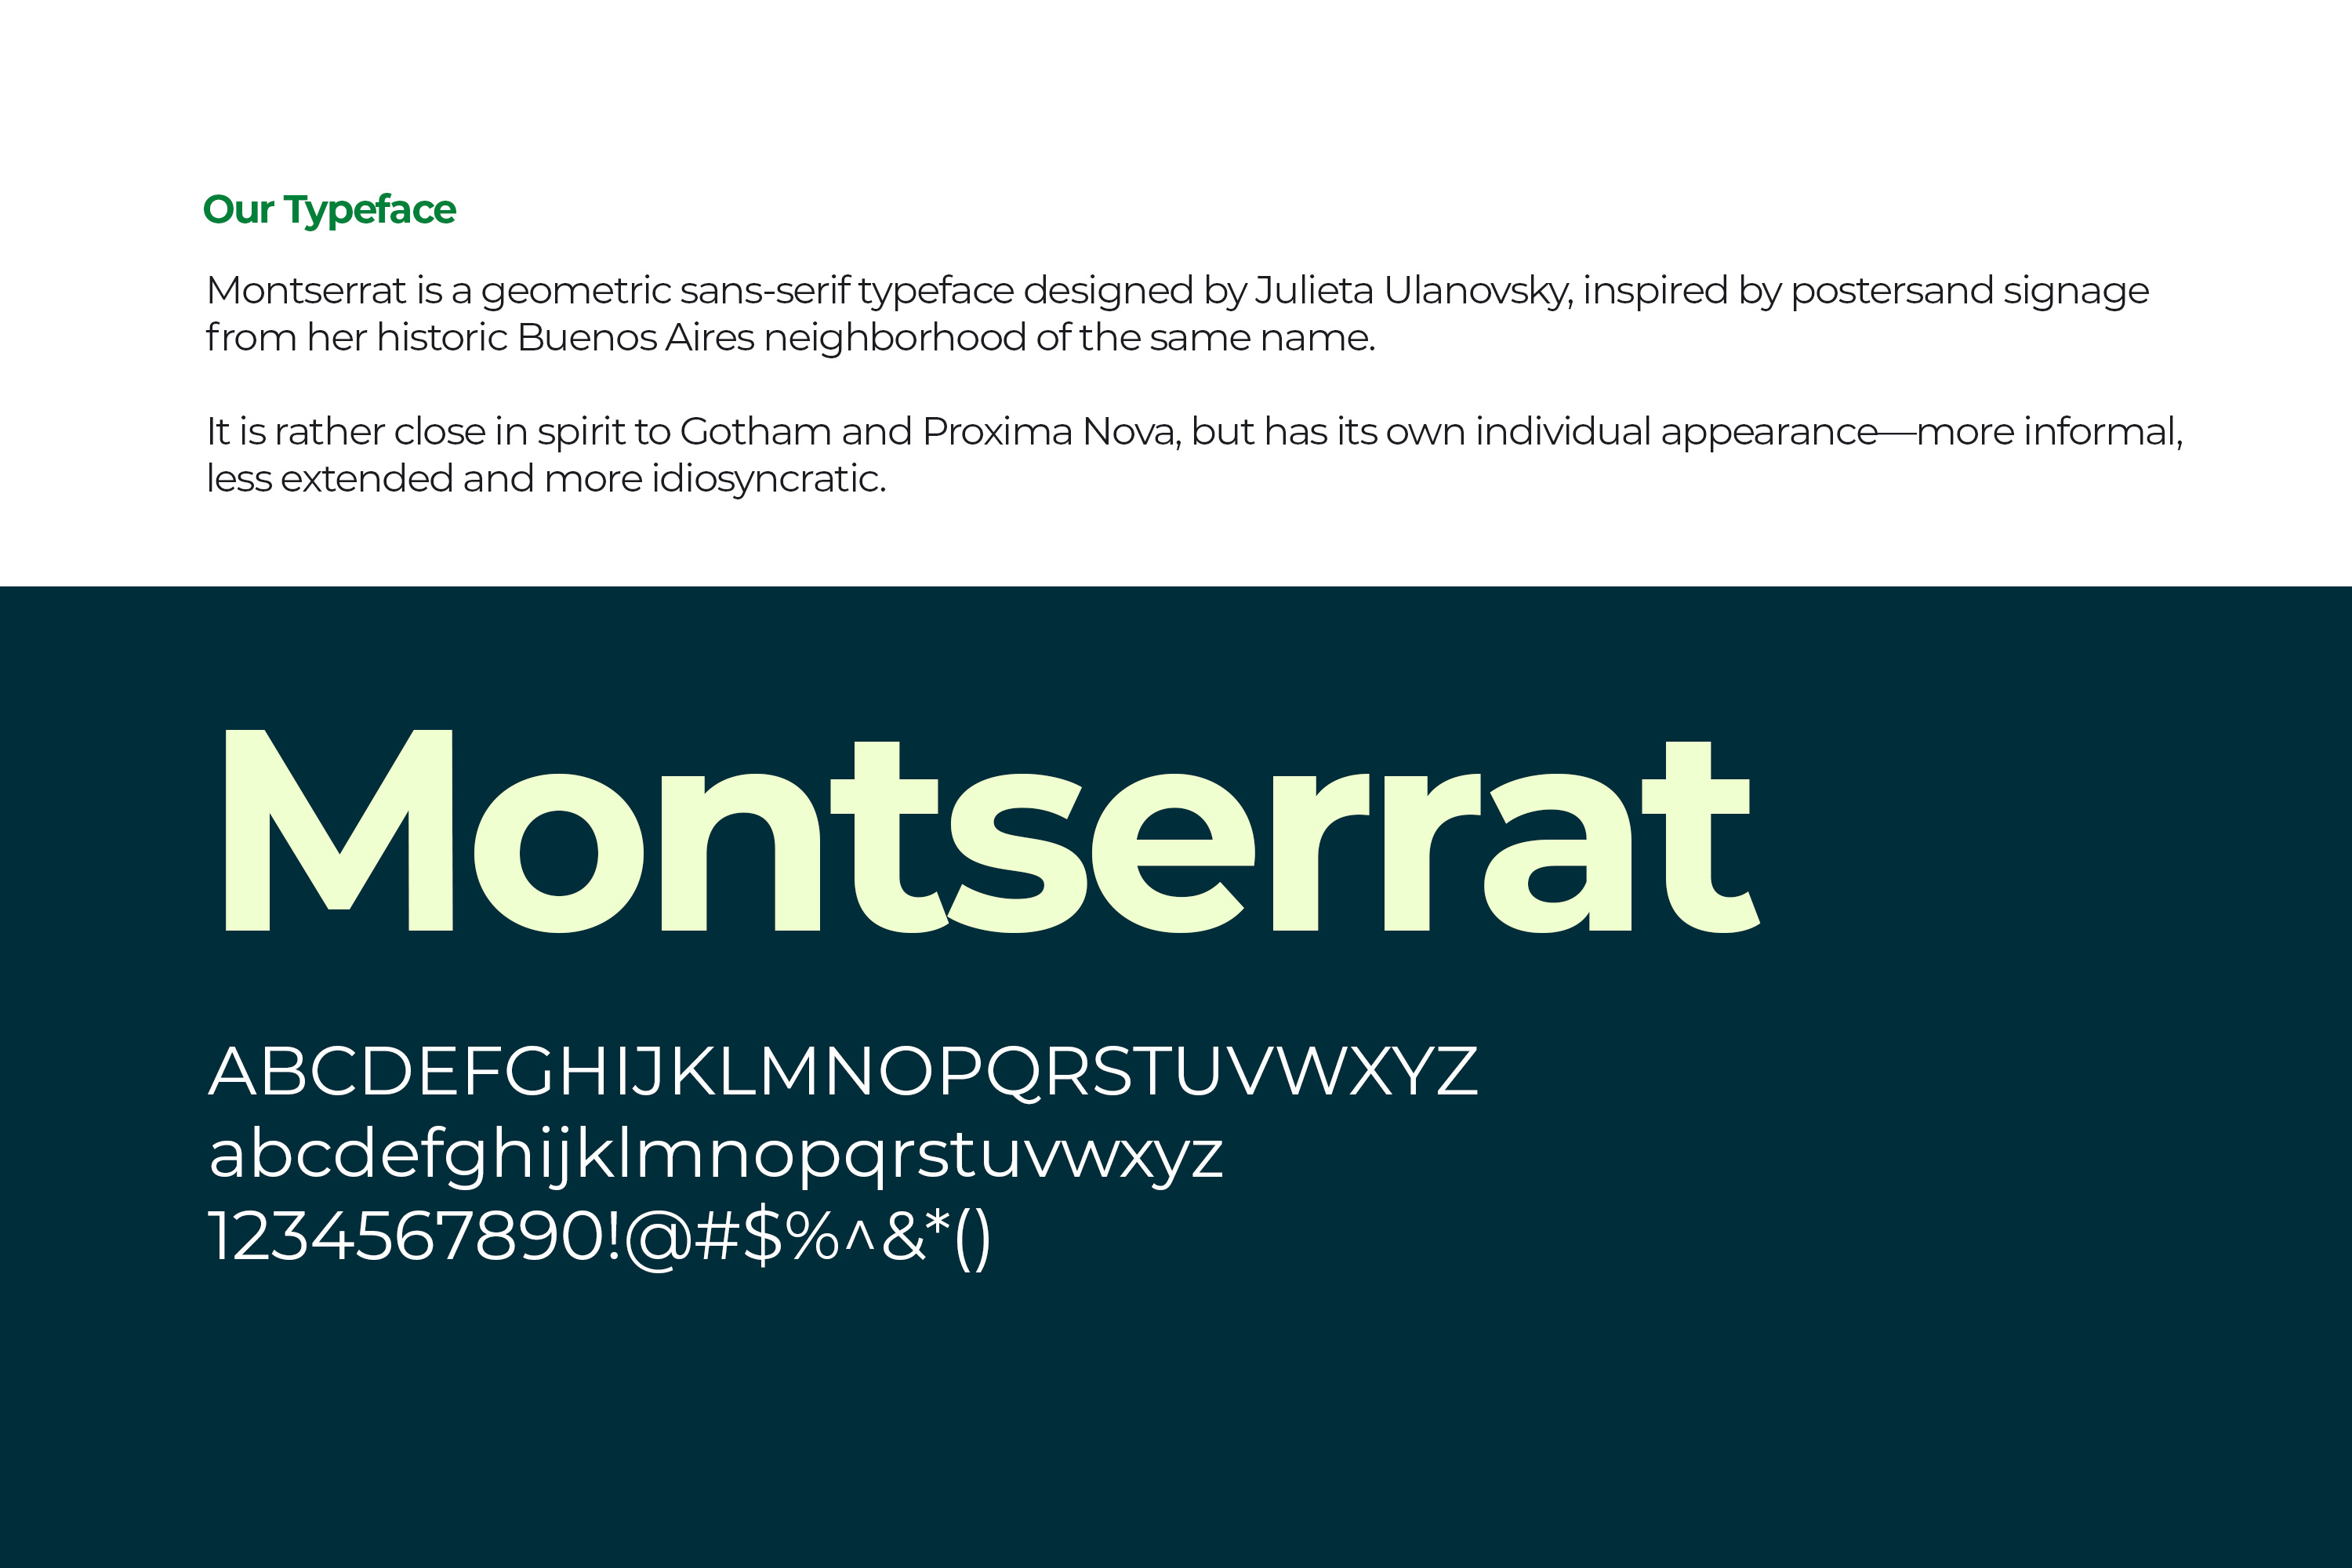 Our Typeface
Montserrat is a geometric sans-serif typeface designed by Julieta Ulanovsky, inspired by postersand signage
from her historic Buenos Aires neighborhood of the same name.
It is rather close in spirit to Gotham and Proxima Nova, but has its own individual appearance—more informal,
less extended and more idiosyncratic.
Montserrat
ABCDEFGHIJKLMNOPQRSTUVWXYZ
abcdefghijklmnopqrstuvwxyz
1234567890!@#$%^&*()